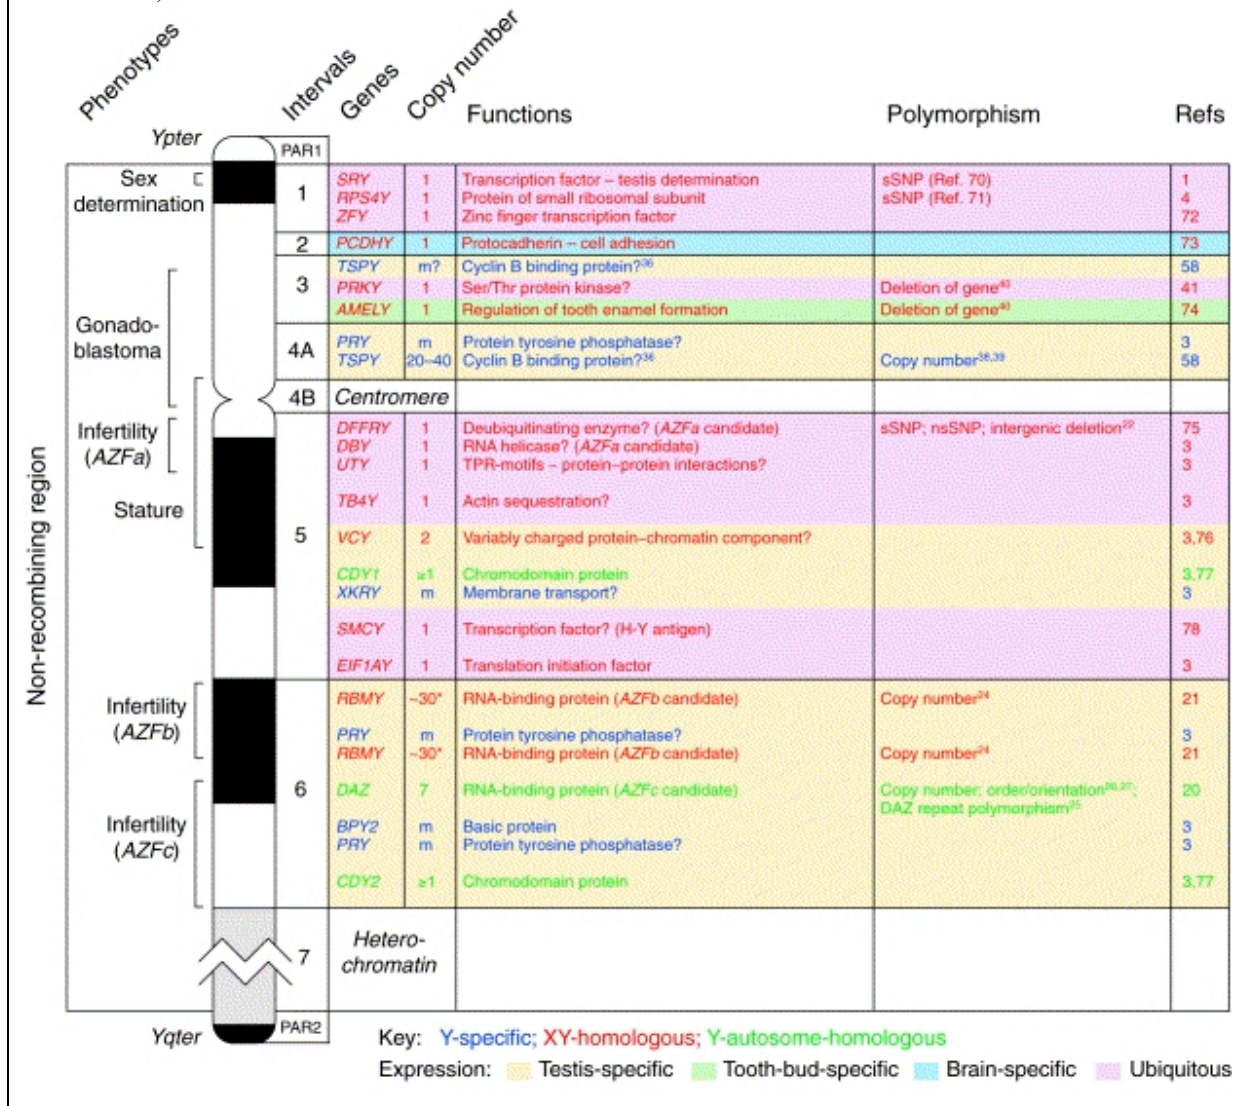 Phenotypes
Intervals
Genes
Copy number
Functions
Polymorphism
Refs
Ypter
PAR1
Non-recombining region
Sex determination
1
SRY 1 Transcription factor – testis determination sSNP (Ref. 70) 1
RPS4Y 1 Protein of small ribosomal subunit sSNP (Ref. 71) 4
ZFY 1 Zinc finger transcription factor 72
2
PCDHY 1 Protocadherin – cell adhesion 73
3
TSPY m? Cyclin B binding protein?36 58
PRKY 1 Ser/Thr protein kinase? Deletion of gene40 41
AMELY 1 Regulation of tooth enamel formation Deletion of gene40 74
Gonado-
blastoma
4A
PRY m Protein tyrosine phosphatase? 3
TSPY 20–40 Cyclin B binding protein?36 Copy number38,39 58
4B Centromere
Infertility
(AZFa)
Stature
5
DFFRY 1 Deubiquitinating enzyme? (AZFa candidate) sSNP; nsSNP; intergenic deletion22 75
DBY 1 RNA helicase? (AZFa candidate) 3
UTY 1 TPR-motifs – protein–protein interactions? 3
TB4Y 1 Actin sequestration? 3
VCY 2 Variably charged protein–chromatin component? 3,76
CDY1 ≥1 Chromodomain protein 3,77
XKRY m Membrane transport? 3
SMCY 1 Transcription factor? (H-Y antigen) 78
EIF1AY 1 Translation initiation factor 3
Infertility
(AZFb)
6
RBMY ~30* RNA-binding protein (AZFb candidate) Copy number24 21
PRY m Protein tyrosine phosphatase? 3
RBMY ~30* RNA-binding protein (AZFb candidate) Copy number24 21
Infertility
(AZFc)
DAZ 7 RNA-binding protein (AZFc candidate) Copy number; order/orientation26,27; 20
DAZ repeat polymorphism25
BPY2 m Basic protein 3
PRY m Protein tyrosine phosphatase? 3
CDY2 ≥1 Chromodomain protein 3,77
7
Hetero-
chromatin
Yqter
PAR2
Key: Y-specific; XY-homologous; Y-autosome-homologous
Expression: Testis-specific Tooth-bud-specific Brain-specific Ubiquitous